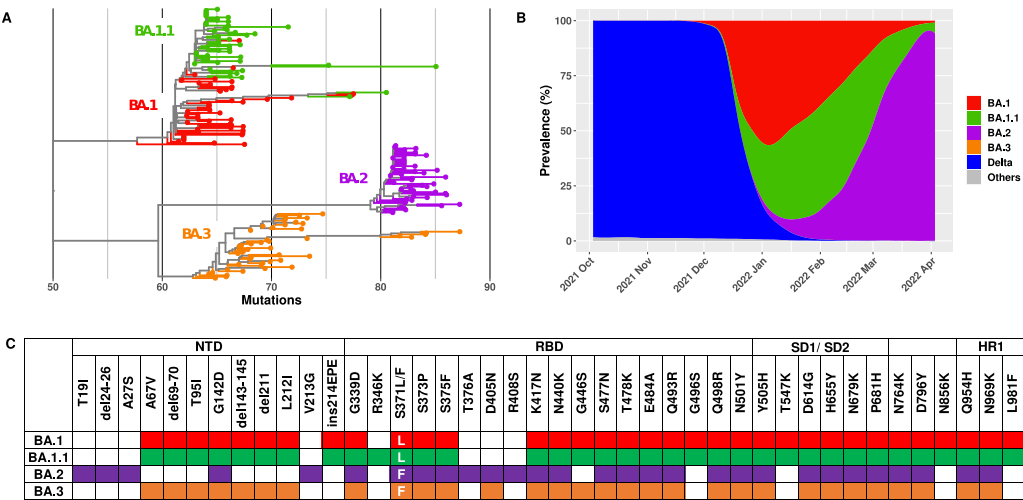 A
BA.1.1
BA.1
BA.2
BA.3
50
60
70
80
90
Mutations
B
Prevalence (%)
100
75
50
25
0
2021 Oct
2021 Nov
2021 Dec
2022 Jan
2022 Feb
2022 Mar
2022 Apr
BA.1
BA.1.1
BA.2
BA.3
Delta
Others
C
NTD RBD SD1/ SD2 HR1
T19I del24-26 A27S A67V del69-70 T95I G142D del143-145 del211 L212I V213G ins214EPE G339D R346K S371L/F S373P S375F T376A D405N R408S K417N N440K G446S S477N T478K E484A Q493R G496S Q498R N501Y Y505H T547K D614G H655Y N679K P681H N764K D796Y N856K Q954H N969K L981F
BA.1 L
BA.1.1 L
BA.2 F
BA.3 F